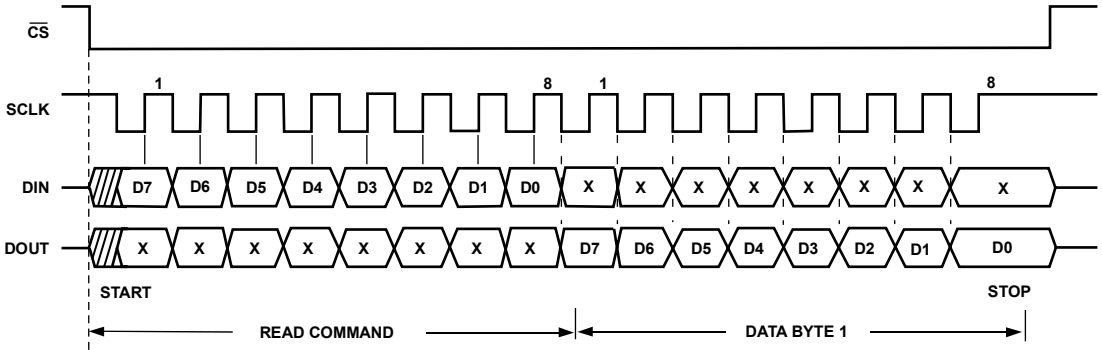 CS
1 8 1 8
SCLK
DIN D7 D6 D5 D4 D3 D2 D1 D0 X X X X X X X X
DOUT X X X X X X X X D7 D6 D5 D4 D3 D2 D1 D0
START STOP
READ COMMAND DATA BYTE 1